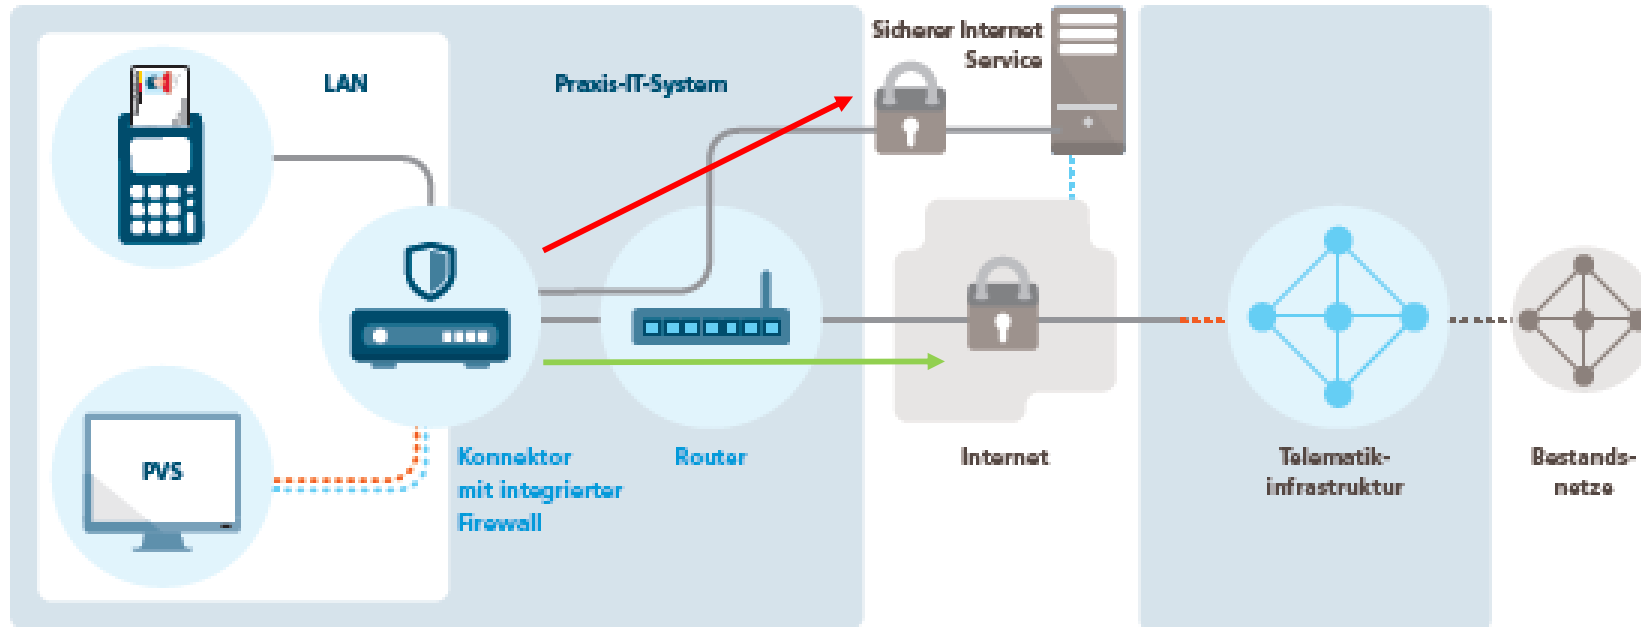 LAN
Praxis-IT-System
Sicherer Internet
Service
PVS
Konnektor
mit integrierter
Firewall
Router
Internet
Telematik-
infrastruktur
Bestands-
netze